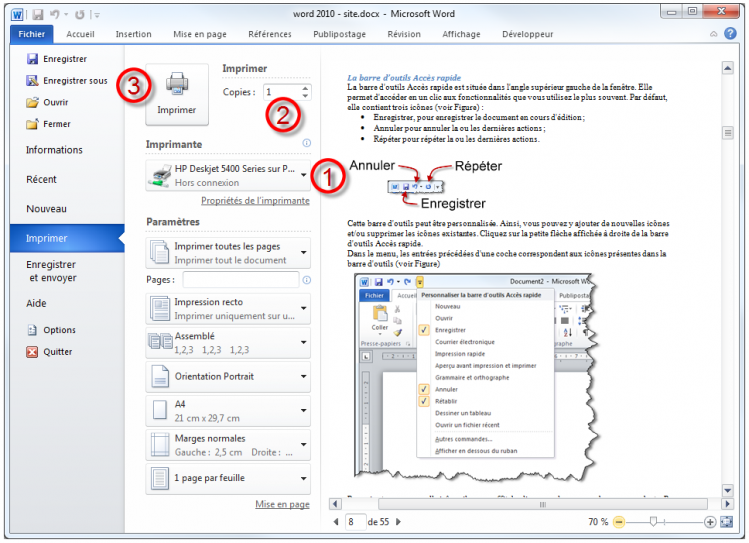 word 2010 - site.docx - Microsoft Word
Fichier Accueil Insertion Mise en page Références Publipostage Révision Affichage Développeur
Enregistrer
Enregistrer sous
Ouvrir
Fermer
Informations
Récent
Nouveau
Imprimer
Enregistrer
et envoyer
Aide
Options
Quitter
3
Imprimer
Imprimer
Copies : 1
2
Imprimante
HP Deskjet 5400 Series sur P...
Hors connexion
1
Propriétés de l'imprimante
Paramètres
Imprimer toutes les pages
Imprimer tout le document
Pages :
Impression recto
Imprimer uniquement sur u...
Assemblé
1,2,3 1,2,3 1,2,3
Orientation Portrait
A4
21 cm x 29,7 cm
Marges normales
Gauche : 2,5 cm Droite : ...
1 page par feuille
Mise en page
La barre d'outils Accès rapide
La barre d'outils Accès rapide est située dans l'angle supérieur gauche de la fenêtre. Elle
permet d'accéder en un clic aux fonctionnalités que vous utilisez le plus souvent. Par défaut,
elle contient trois icônes (voir Figure) :
• Enregistrer, pour enregistrer le document en cours d'édition ;
• Annuler pour annuler la ou les dernières actions ;
• Répéter pour répéter la ou les dernières actions.
Annuler Répéter
Enregistrer
Cette barre d'outils peut être personnalisée. Ainsi, vous pouvez y ajouter de nouvelles icônes
et/ou supprimer les icônes existantes. Cliquez sur la petite flèche affichée à droite de la barre
d'outils Accès rapide.
Dans le menu, les entrées précédées d'une coche correspondent aux icônes présentes dans la
barre d'outils (voir Figure)
Document2 - Microsoft W
Fichier Accueil Personnaliser la barre d'outils Accès rapide Publiposta
Nouveau
Ouvrir
Coller
Enregistrer
Courrier électronique
Presse-papiers
Impression rapide
Aperçu avant impression et imprimer
Grammaire et orthographe
Annuler
Rétablir
Dessiner un tableau
Ouvrir un fichier récent
Autres commandes...
Afficher en dessous du ruban
8 de 55
70 %